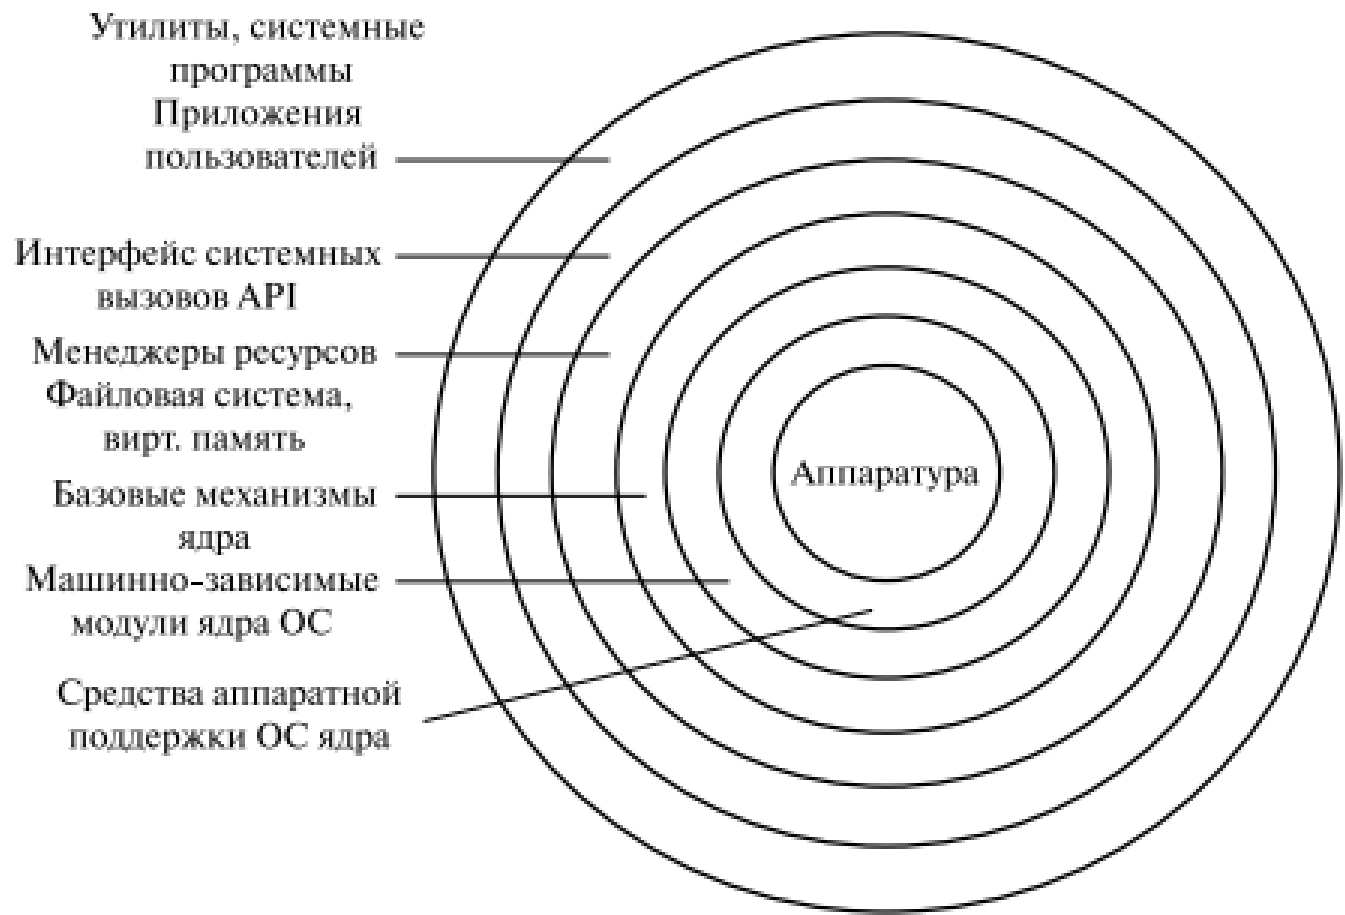 Утилиты, системные
программы
Приложения
пользователей
Интерфейс системных
вызовов API
Менеджеры ресурсов
Файловая система,
вирт. память
Базовые механизмы
ядра
Машинно-зависимые
модули ядра ОС
Средства аппаратной
поддержки ОС ядра
Аппаратура